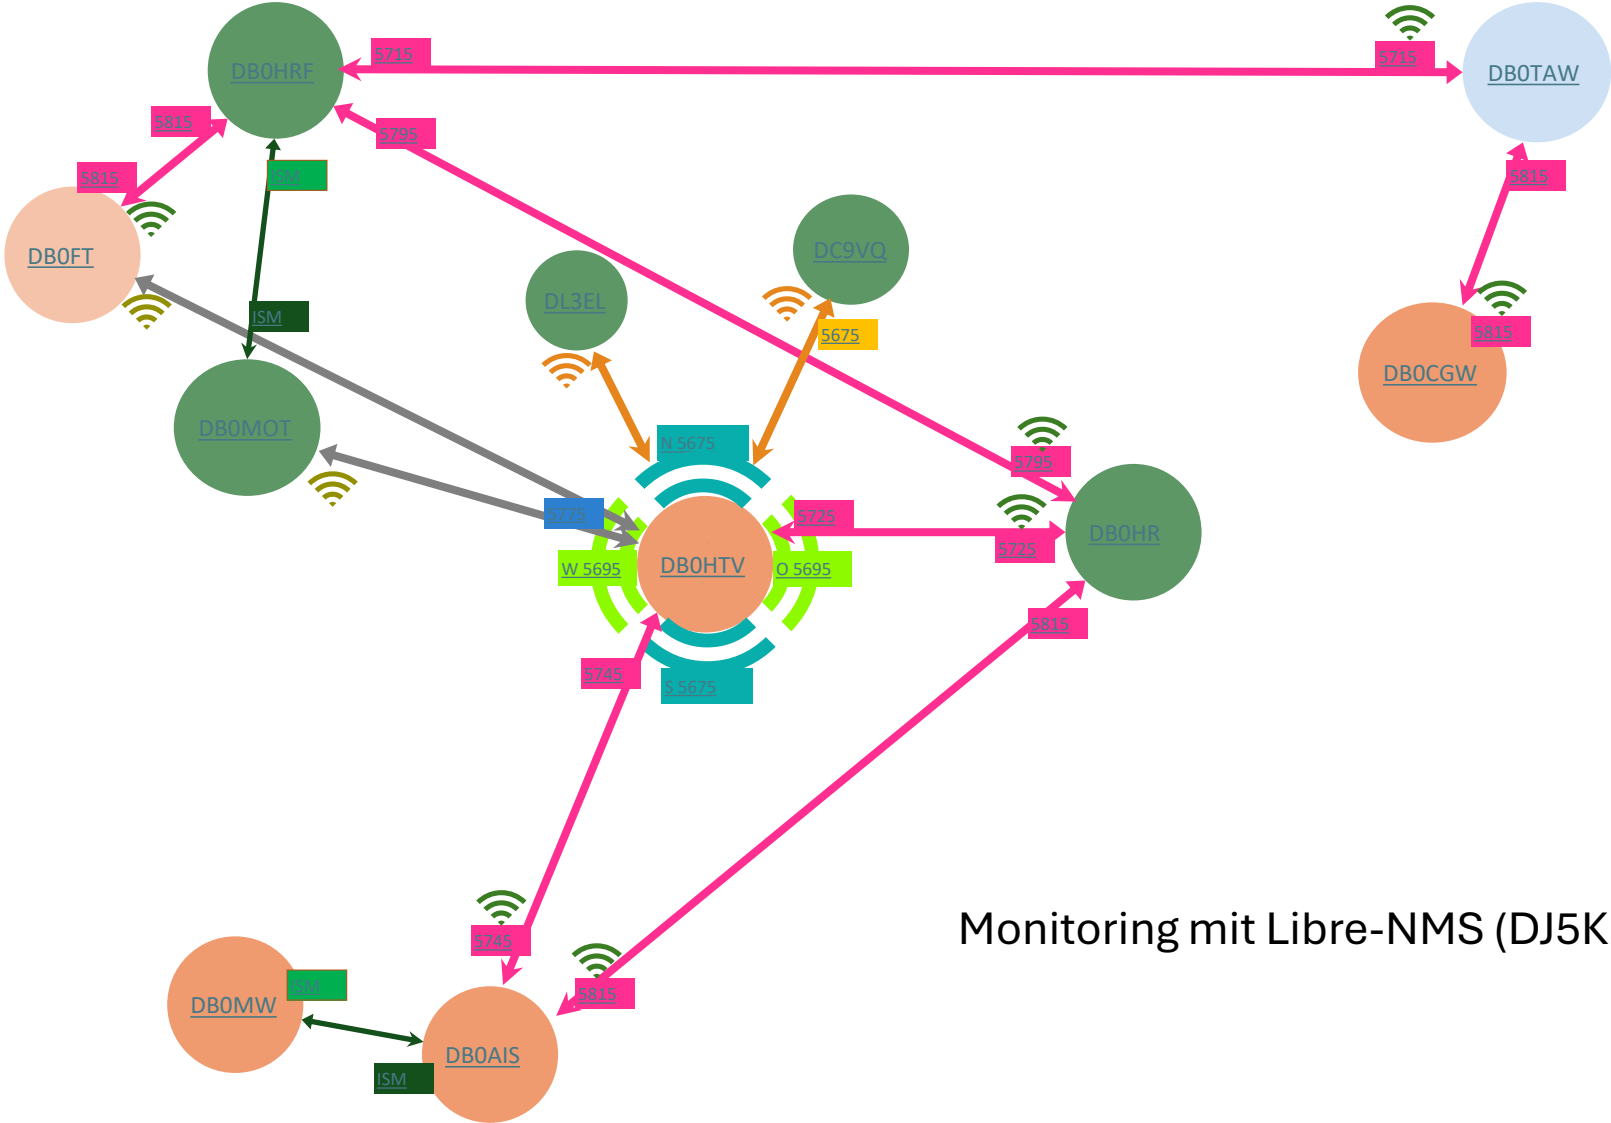 5715
5715
DB0HRF
DB0TAW
5815
5795
5815
ISM
5815
DB0FT
DC9VQ
DL3EL
ISM
5675
5815
DB0CGW
DB0MOT
N 5675
5795
5775
5725
5725
DB0HR
W 5695
DB0HTV
O 5695
5815
5745
S 5675
Monitoring mit Libre-NMS (DJ5K
5745
ISM
5815
DB0MW
DB0AIS
ISM